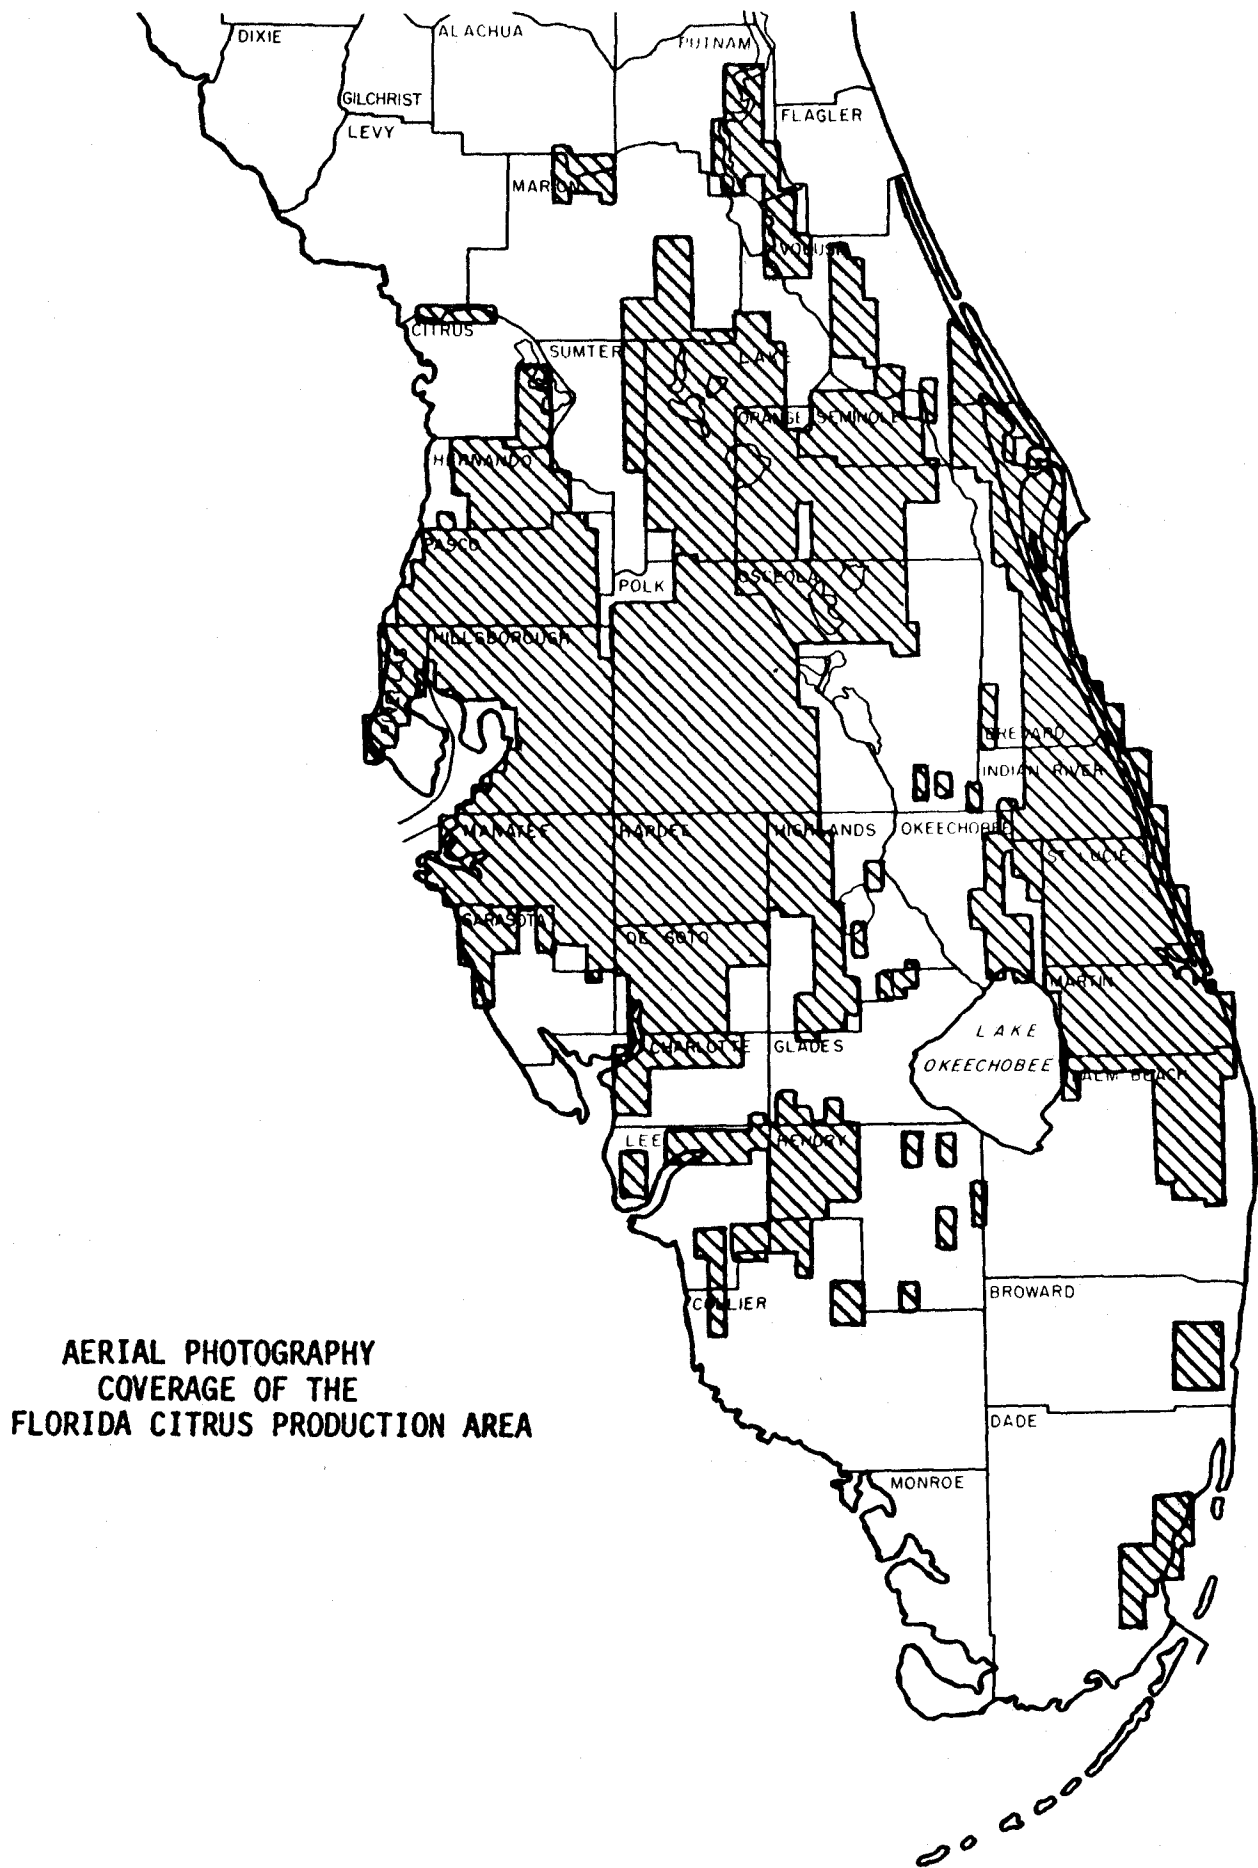 DIXIE
ALACHUA
PUTNAM
GILCHRIST
FLAGLER
LEVY
MARION
VOLUSIA
CITRUS
SUMTER
LAKE
ORANGE
SEMINOLE
HERNANDO
PASCO
POLK
OSCEOLA
HILLSBOROUGH
PINELLAS
BREVARD
INDIAN RIVER
MANATEE
HARDEE
HIGHLANDS
OKEECHOBEE
ST LUCIE
SARASOTA
DE SOTO
MARTIN
LAKE
OKEECHOBEE
CHARLOTTE
GLADES
PALM BEACH
LEE
HENDRY
COLLIER
BROWARD
AERIAL PHOTOGRAPHY
COVERAGE OF THE
FLORIDA CITRUS PRODUCTION AREA
DADE
MONROE